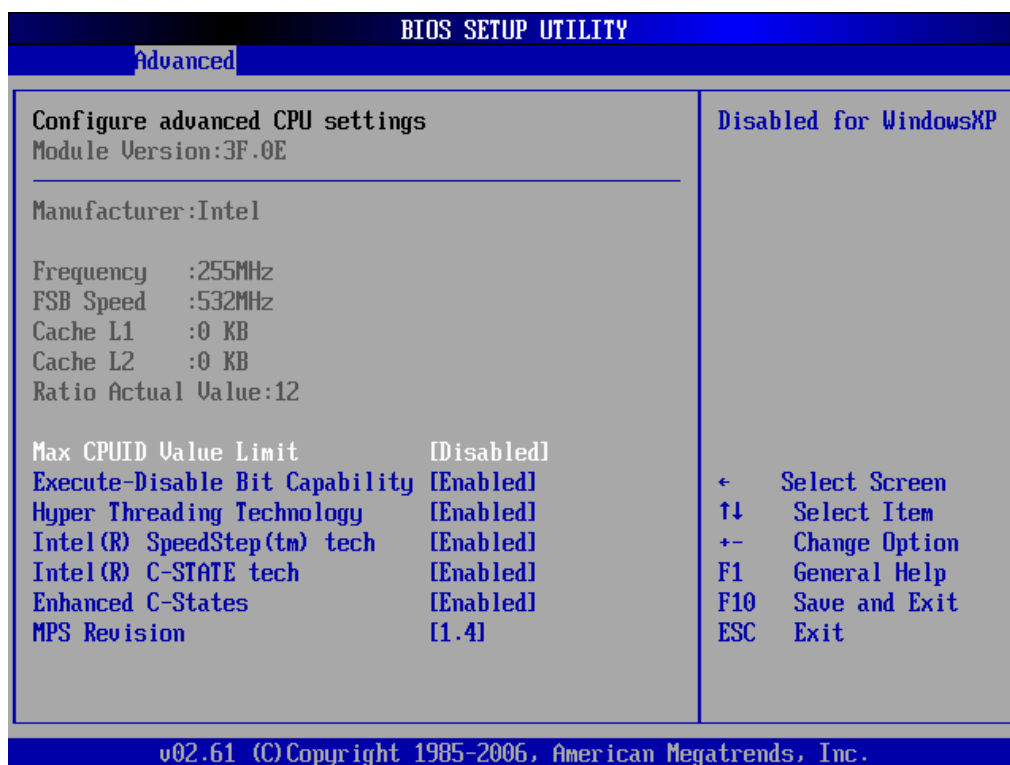 BIOS SETUP UTILITY
Advanced
Configure advanced CPU settings
Module Version:3F.0E
Manufacturer:Intel
Frequency :255MHz
FSB Speed :532MHz
Cache L1 :0 KB
Cache L2 :0 KB
Ratio Actual Value:12
Max CPUID Value Limit [Disabled]
Execute-Disable Bit Capability [Enabled]
Hyper Threading Technology [Enabled]
Intel(R) SpeedStep(tm) tech [Enabled]
Intel(R) C-STATE tech [Enabled]
Enhanced C-States [Enabled]
MPS Revision [1.4]
Disabled for WindowsXP
← Select Screen
↑↓ Select Item
+- Change Option
F1 General Help
F10 Save and Exit
ESC Exit
v02.61 (C)Copyright 1985-2006, American Megatrends, Inc.